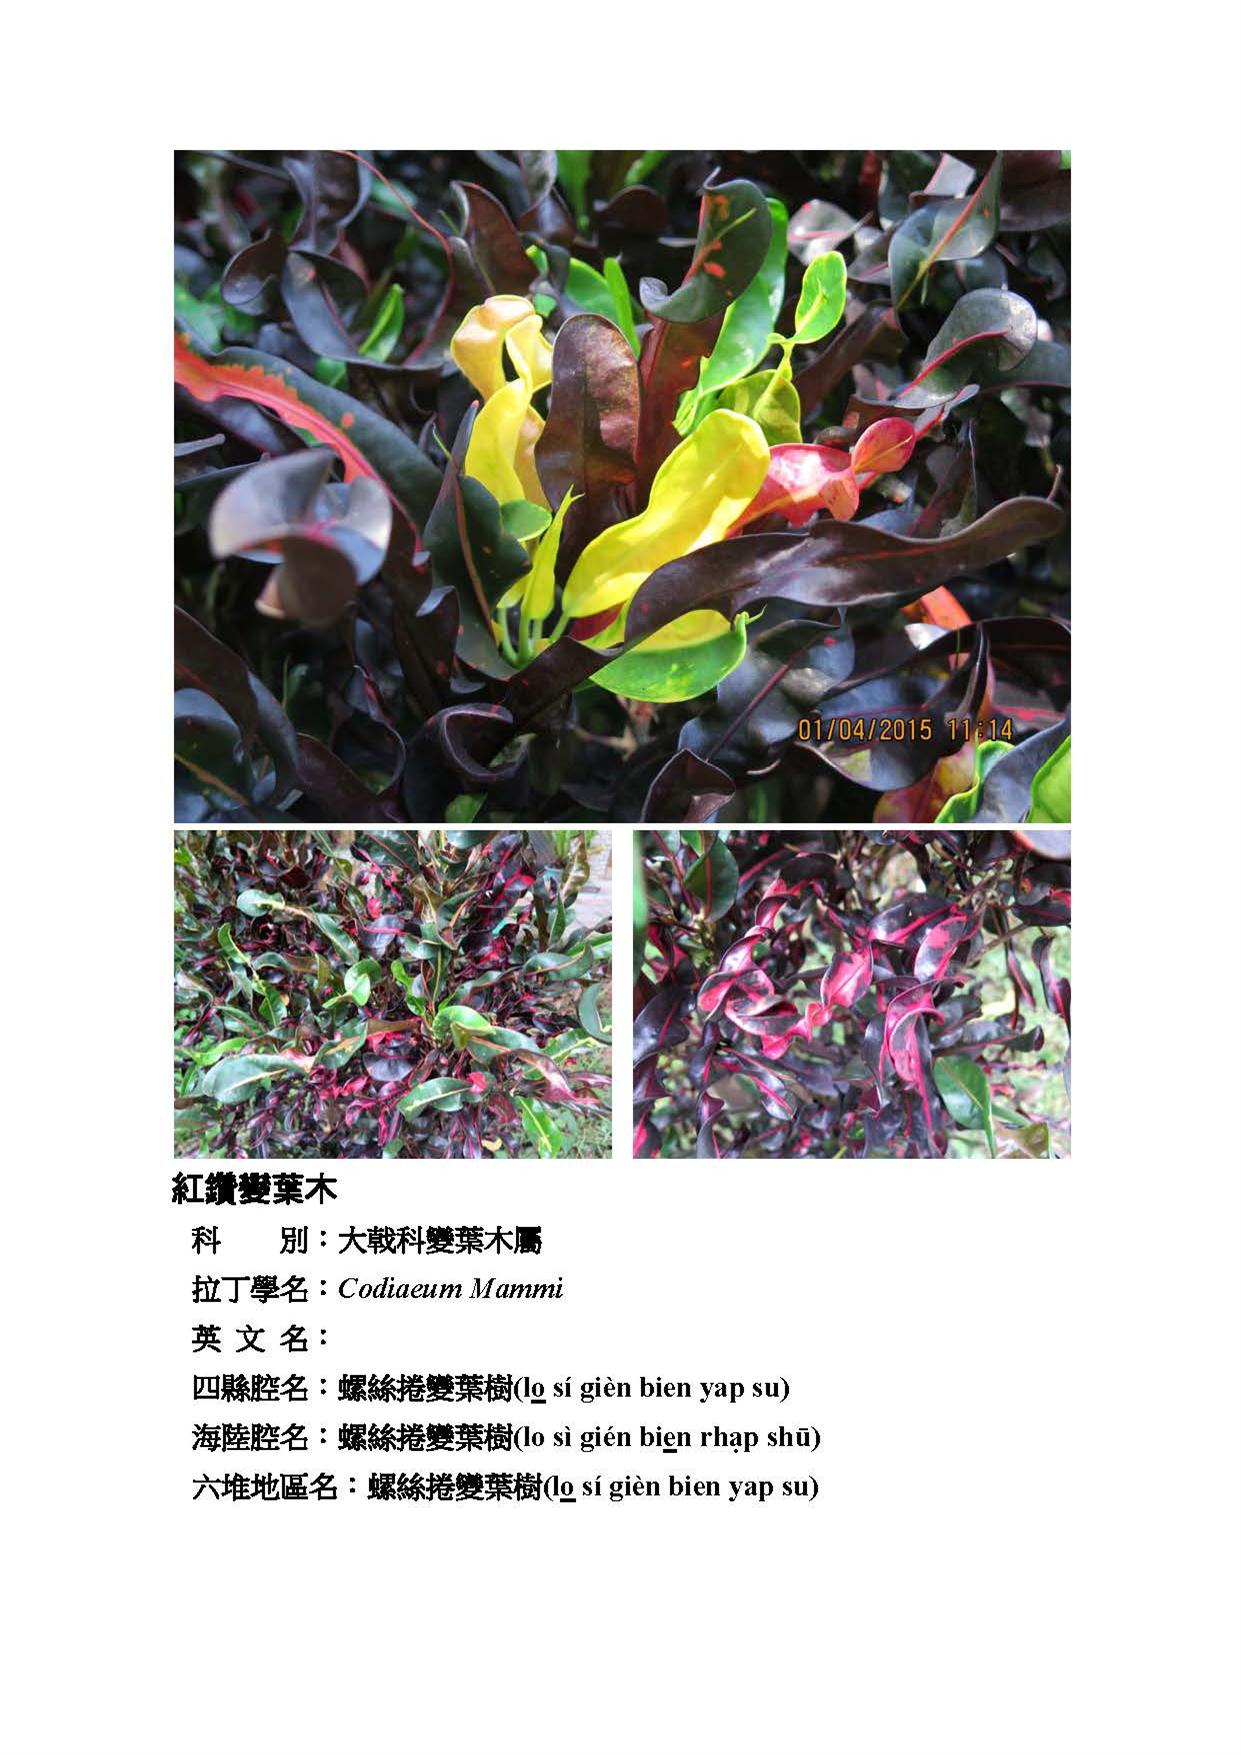 01/04/2015 11:14
紅鑽變葉木
科　　別：大戟科變葉木屬
拉丁學名：Codiaeum Mammi
英 文 名：
四縣腔名：螺絲捲變葉樹(lo̲ sí gièn bien yap su)
海陸腔名：螺絲捲變葉樹(lo sì gién bie̲n rhap̣ shū)
六堆地區名：螺絲捲變葉樹(lo̲ sí gièn bien yap su)